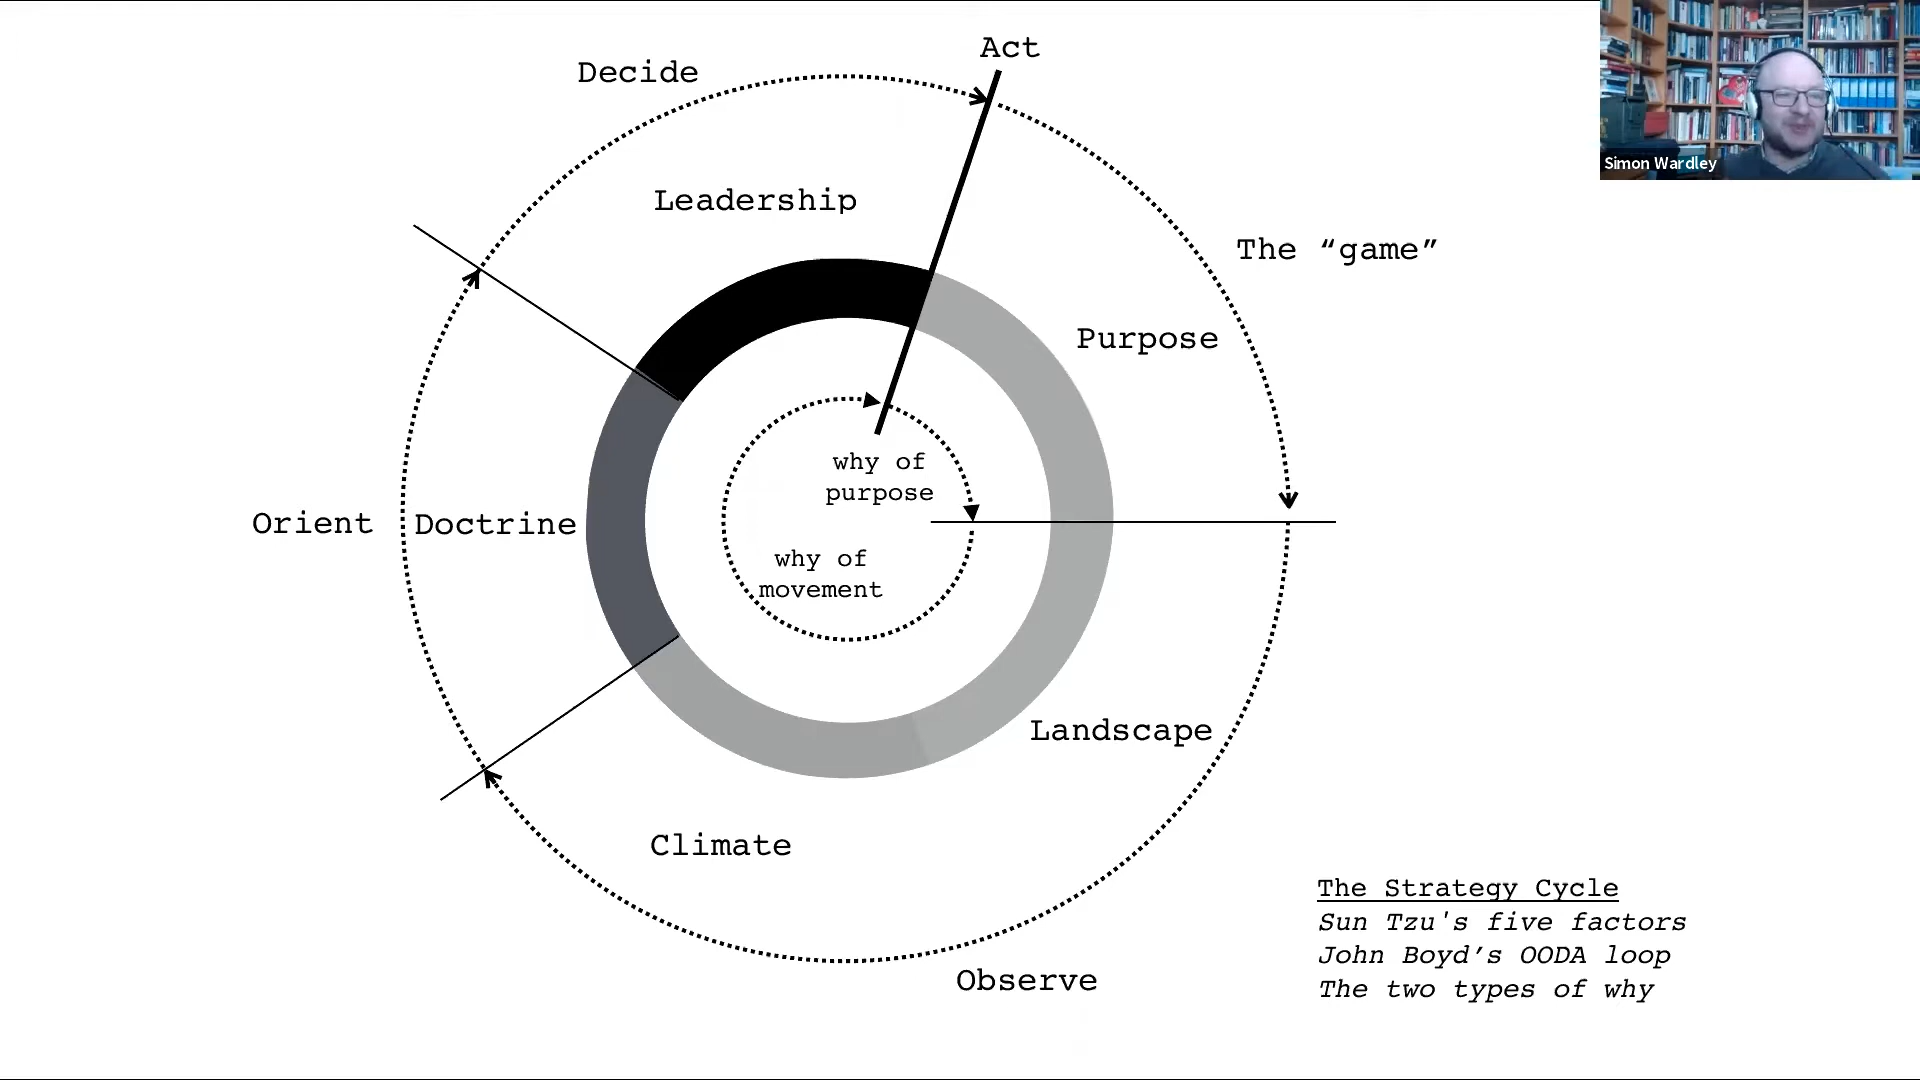 Act
Decide
Simon Wardley
Leadership
The “game”
Purpose
why of
purpose
Orient
Doctrine
why of
movement
Landscape
Climate
The Strategy Cycle
Sun Tzu's five factors
John Boyd’s OODA loop
The two types of why
Observe